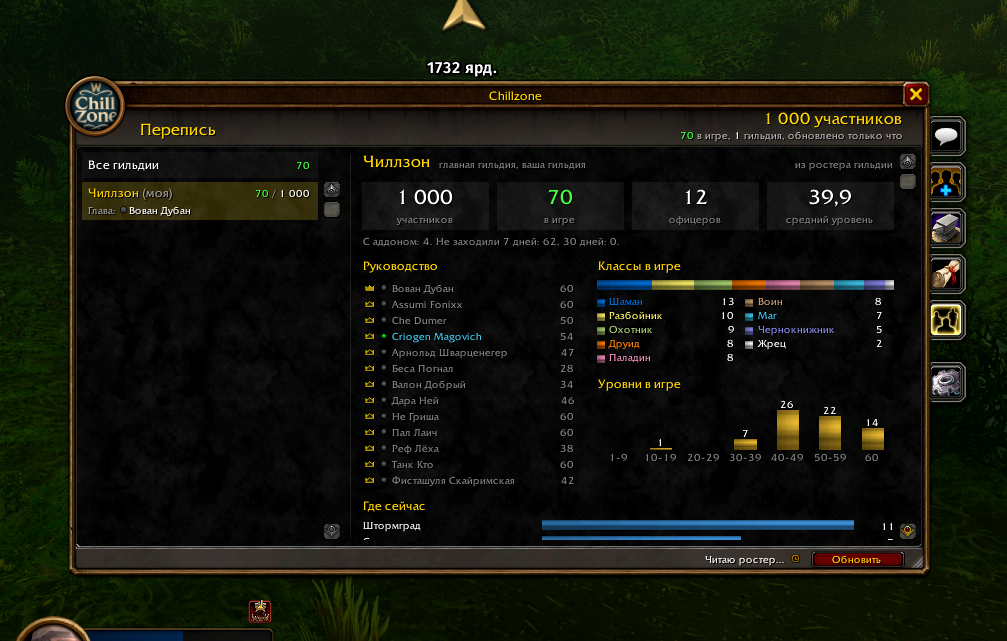 1732 ярд.
Chillzone
W
Chill
Zone
Перепись
1 000 участников
70 в игре, 1 гильдия, обновлено только что
Все гильдии 70
Чиллзон (моя) 70 / 1 000
Глава: Вован Дубан
Чиллзон главная гильдия, ваша гильдия из ростера гильдии
1 000 70 12 39,9
участников в игре офицеров средний уровень
С аддоном: 4. Не заходили 7 дней: 62, 30 дней: 0.
Руководство
Вован Дубан 60
Assumi Fonixx 60
Che Dumer 50
Criogen Magovich 54
Арнольд Шварценегер 47
Беса Погнал 28
Валон Добрый 34
Дара Ней 46
Не Гриша 60
Пал Лаич 60
Реф Лёха 38
Танк Кто 60
Фисташуля Скайримская 42
Классы в игре
Шаман 13 Воин 8
Разбойник 10 Маг 7
Охотник 9 Чернокнижник 5
Друид 8 Жрец 2
Паладин 8
Уровни в игре
1 7 26 22 14
1-9 10-19 20-29 30-39 40-49 50-59 60
Где сейчас
Штормград 11
Читаю ростер...
Обновить